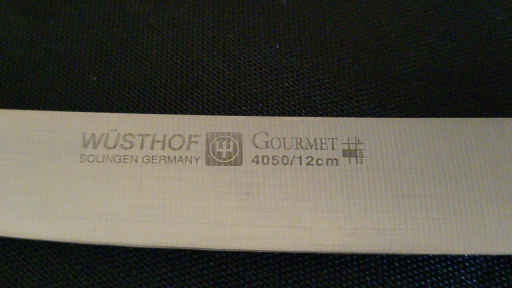 WÜSTHOF
SOLINGEN GERMANY
GOURMET
4050/12cm